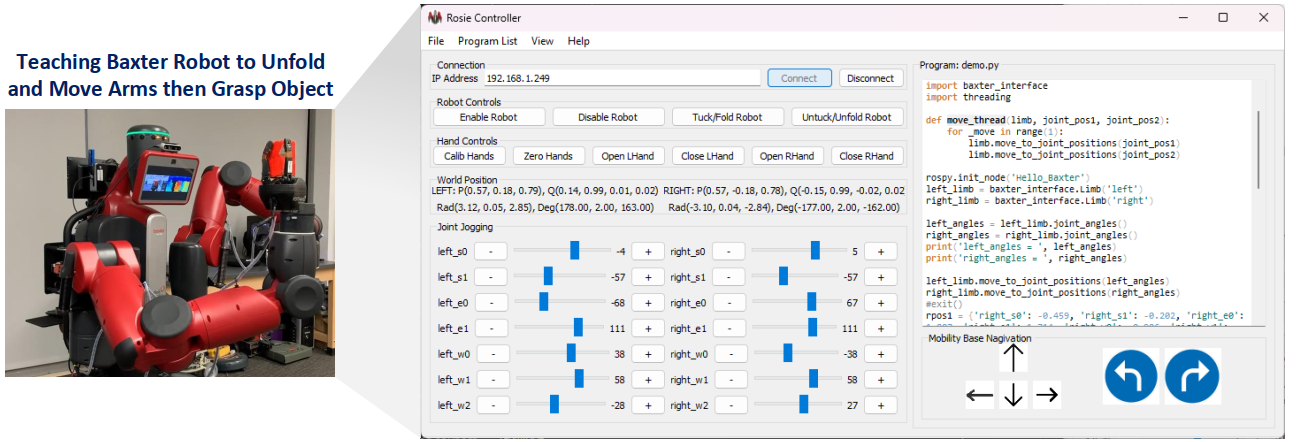 Teaching Baxter Robot to Unfold
and Move Arms then Grasp Object
Rosie Controller
File Program List View Help
Connection
IP Address 192.168.1.249 Connect Disconnect
Robot Controls
Enable Robot Disable Robot Tuck/Fold Robot Untuck/Unfold Robot
Hand Controls
Calib Hands Zero Hands Open LHand Close LHand Open RHand Close RHand
World Position
LEFT: P(0.57, 0.18, 0.79), Q(0.14, 0.99, 0.01, 0.02) RIGHT: P(0.57, -0.18, 0.78), Q(-0.15, 0.99, -0.02, 0.02
Rad(3.12, 0.05, 2.85), Deg(178.00, 2.00, 163.00) Rad(-3.10, 0.04, -2.84), Deg(-177.00, 2.00, -162.00)
Joint Jogging
left_s0 - -4 + right_s0 - 5 +
left_s1 - -57 + right_s1 - -57 +
left_e0 - -68 + right_e0 - 67 +
left_e1 - 111 + right_e1 - 111 +
left_w0 - 38 + right_w0 - -38 +
left_w1 - 58 + right_w1 - 58 +
left_w2 - -28 + right_w2 - 27 +
Program: demo.py
import baxter_interface
import threading
def move_thread(limb, joint_pos1, joint_pos2):
for _move in range(1):
limb.move_to_joint_positions(joint_pos1)
limb.move_to_joint_positions(joint_pos2)
rospy.init_node('Hello_Baxter')
left_limb = baxter_interface.Limb('left')
right_limb = baxter_interface.Limb('right')
left_angles = left_limb.joint_angles()
right_angles = right_limb.joint_angles()
print('left_angles = ', left_angles)
print('right_angles = ', right_angles)
left_limb.move_to_joint_positions(left_angles)
right_limb.move_to_joint_positions(right_angles)
#exit()
rpos1 = {'right_s0': -0.459, 'right_s1': -0.202, 'right_e0':
Mobility Base Nagivation